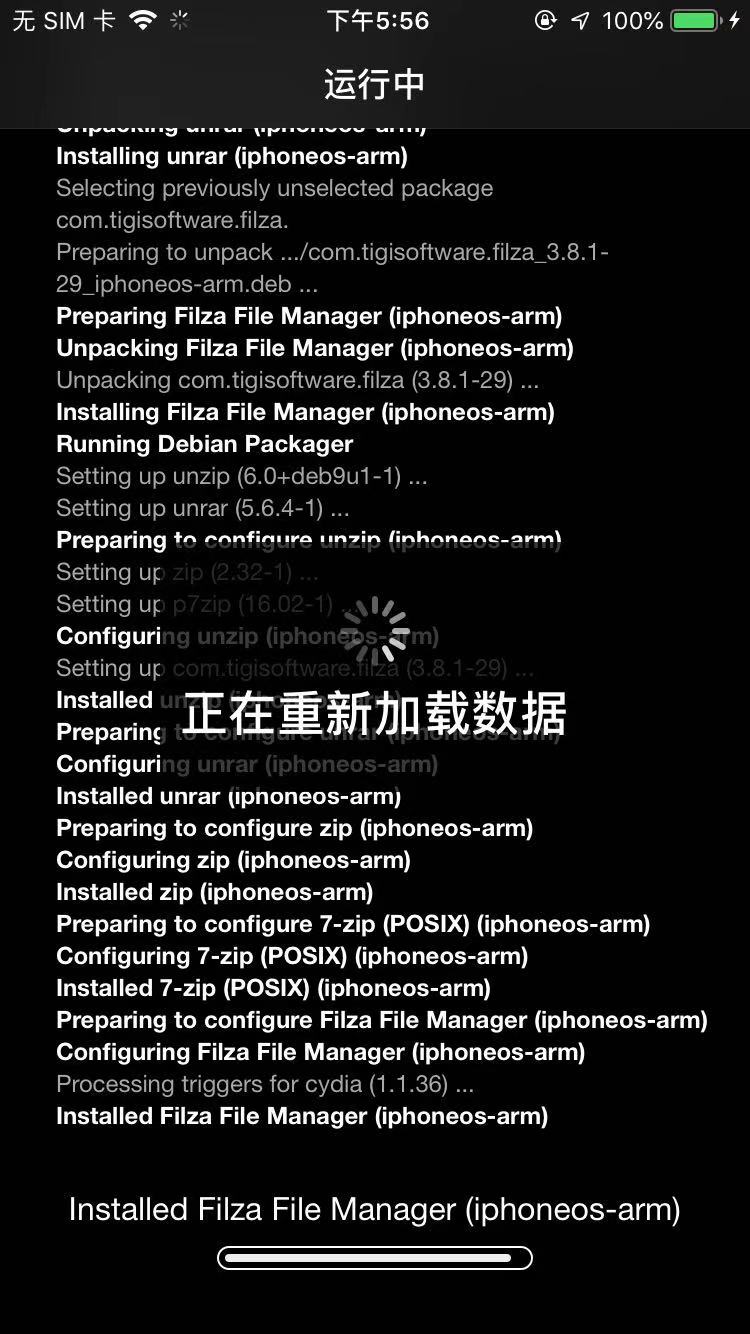 无 SIM 卡
下午5:56
100%
运行中
Unpacking unrar (iphoneos-arm)
Installing unrar (iphoneos-arm)
Selecting previously unselected package
com.tigisoftware.filza.
Preparing to unpack .../com.tigisoftware.filza_3.8.1-
29_iphoneos-arm.deb ...
Preparing Filza File Manager (iphoneos-arm)
Unpacking Filza File Manager (iphoneos-arm)
Unpacking com.tigisoftware.filza (3.8.1-29) ...
Installing Filza File Manager (iphoneos-arm)
Running Debian Packager
Setting up unzip (6.0+deb9u1-1) ...
Setting up unrar (5.6.4-1) ...
Preparing to configure unzip (iphoneos-arm)
Setting up zip (2.32-1) ...
Setting up p7zip (16.02-1) ...
Configuring unzip (iphoneos-arm)
Setting up com.tigisoftware.filza (3.8.1-29) ...
Installed unzip (iphoneos-arm)
正在重新加载数据
Preparing to configure unrar (iphoneos-arm)
Configuring unrar (iphoneos-arm)
Installed unrar (iphoneos-arm)
Preparing to configure zip (iphoneos-arm)
Configuring zip (iphoneos-arm)
Installed zip (iphoneos-arm)
Preparing to configure 7-zip (POSIX) (iphoneos-arm)
Configuring 7-zip (POSIX) (iphoneos-arm)
Installed 7-zip (POSIX) (iphoneos-arm)
Preparing to configure Filza File Manager (iphoneos-arm)
Configuring Filza File Manager (iphoneos-arm)
Processing triggers for cydia (1.1.36) ...
Installed Filza File Manager (iphoneos-arm)
Installed Filza File Manager (iphoneos-arm)